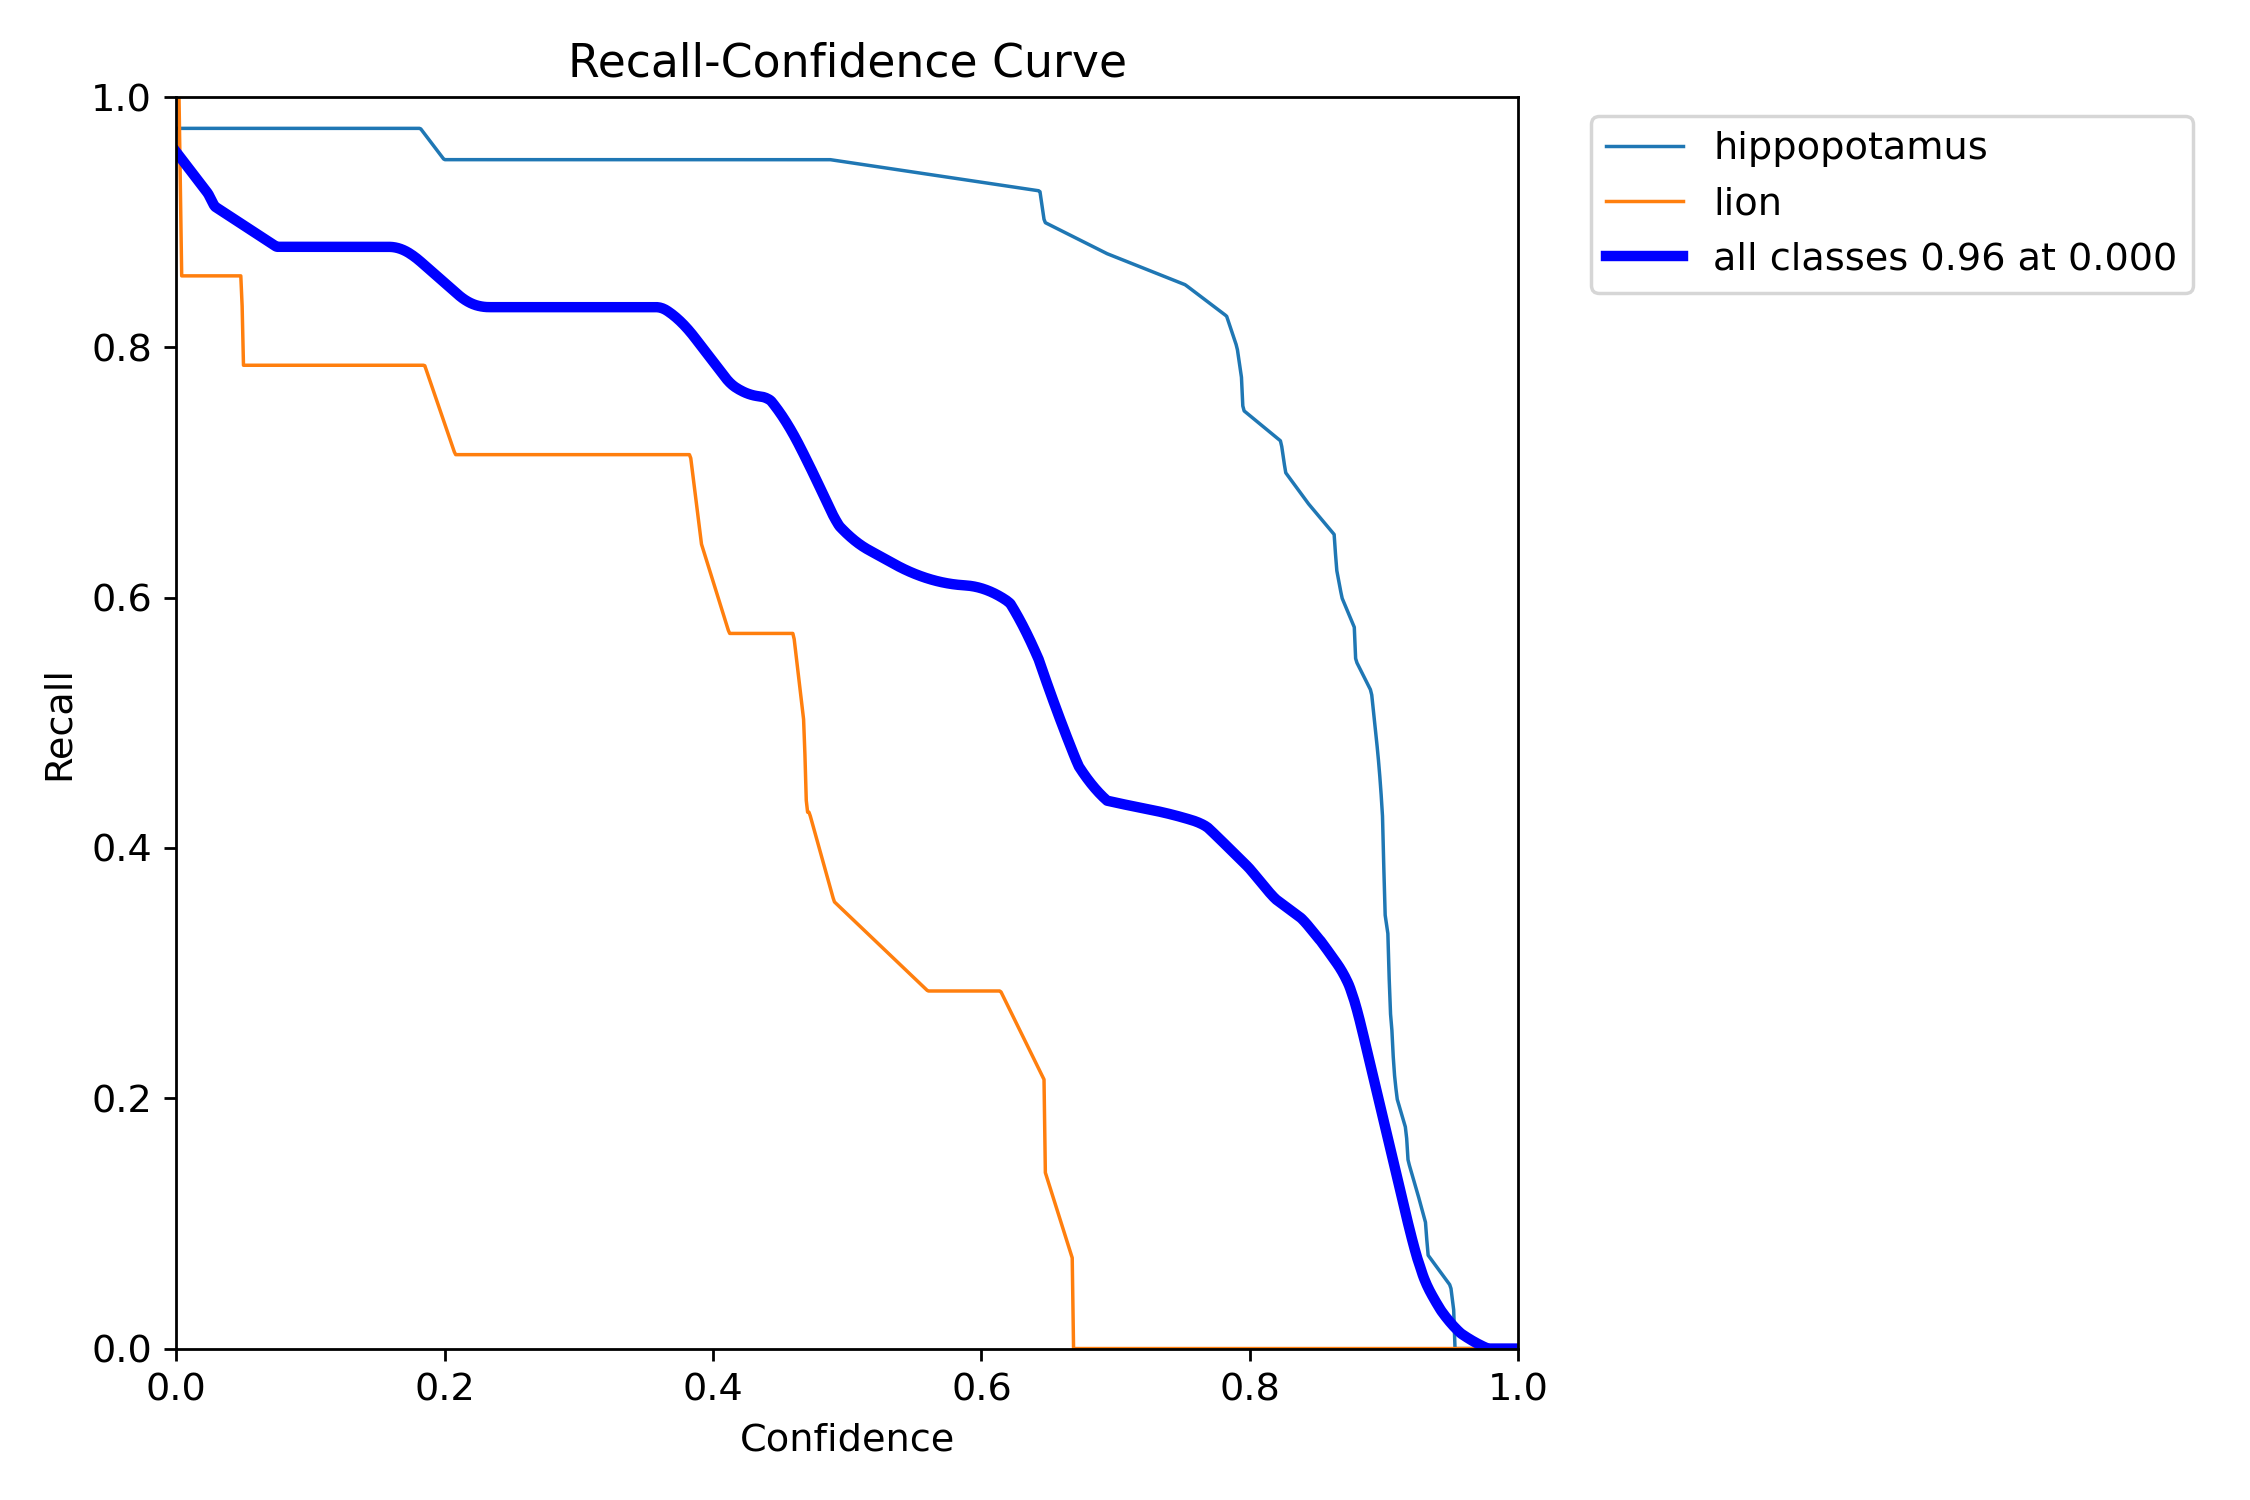 Recall-Confidence Curve
1.0
0.8
0.6
0.4
0.2
0.0
Recall
0.0 0.2 0.4 0.6 0.8 1.0
Confidence
hippopotamus
lion
all classes 0.96 at 0.000